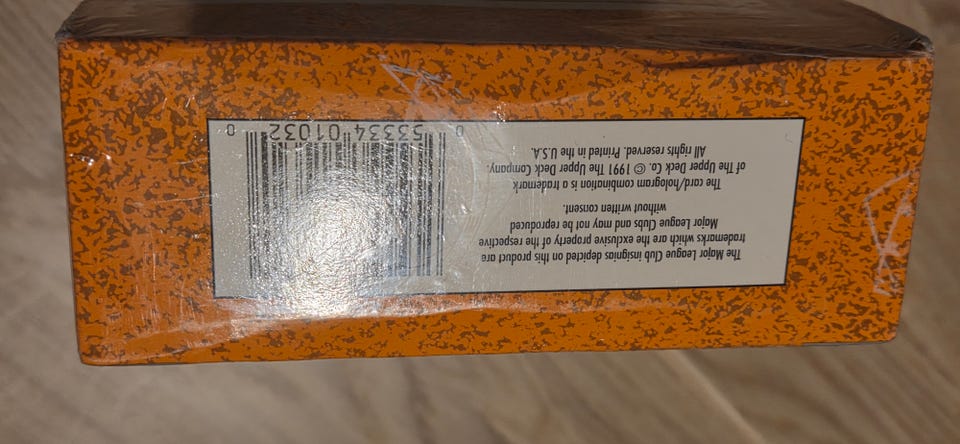 The Major League Club insignias depicted on this product are
trademarks which are the exclusive property of the respective
Major League Clubs and may not be reproduced
without written consent.
The card/hologram combination is a trademark
of The Upper Deck Co. © 1991 The Upper Deck Company.
All rights reserved. Printed in the U.S.A.
0 53334 01032 0